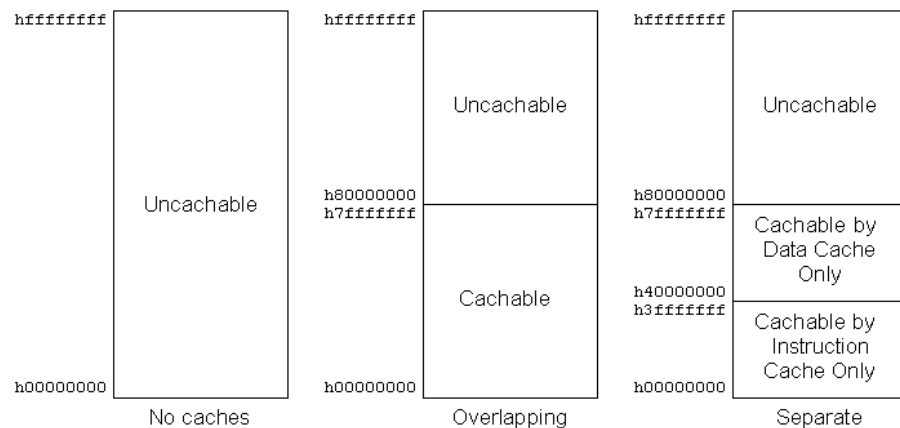 hffffffff
Uncachable
h00000000
No caches
hffffffff
Uncachable
h80000000
h7fffffff
Cachable
h00000000
Overlapping
hffffffff
Uncachable
h80000000
h7fffffff
Cachable by
Data Cache
Only
h40000000
h3fffffff
Cachable by
Instruction
Cache Only
h00000000
Separate